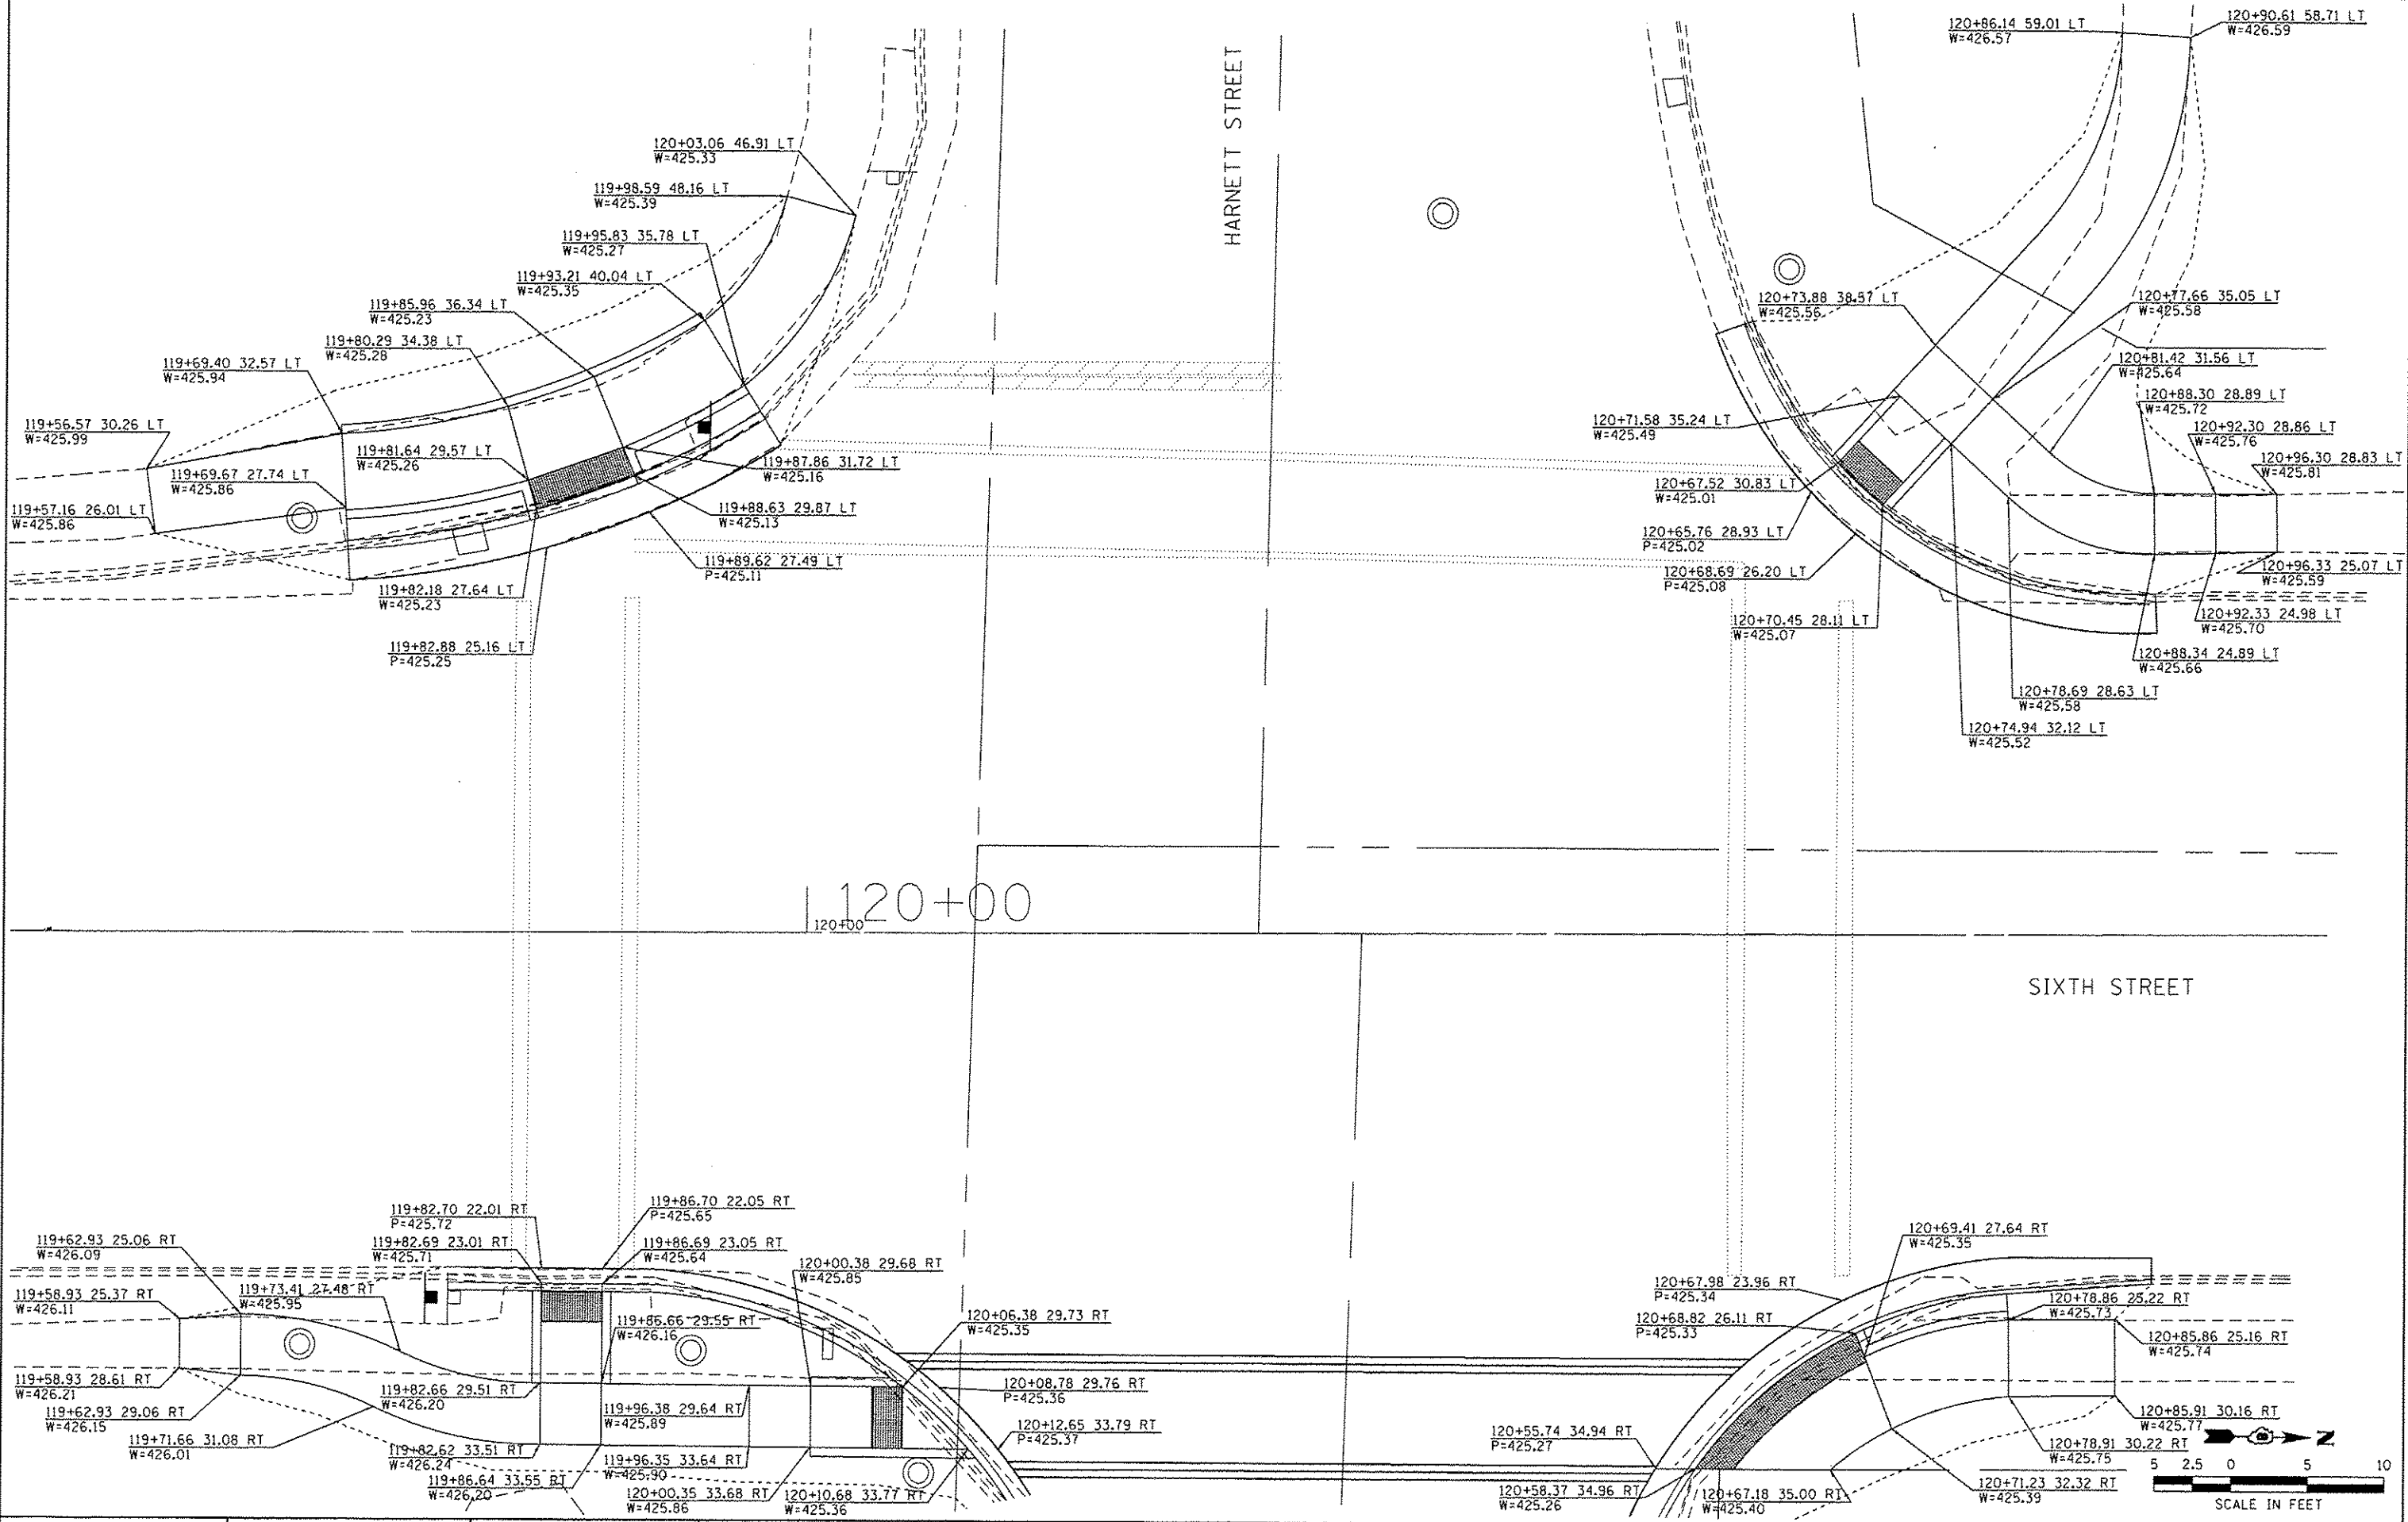 120+86.14 59.01 LT
W=426.57
120+90.61 58.71 LT
W=426.59
HARNETT STREET
120+03.06 46.91 LT
W=425.33
119+98.59 48.16 LT
W=425.39
119+95.83 35.78 LT
W=425.27
119+93.21 40.04 LT
W=425.35
119+85.96 36.34 LT
W=425.23
119+80.29 34.38 LT
W=425.28
119+69.40 32.57 LT
W=425.94
119+56.57 30.26 LT
W=425.99
119+81.64 29.57 LT
W=425.26
119+69.67 27.74 LT
W=425.86
119+57.16 26.01 LT
W=425.86
119+87.86 31.72 LT
W=425.16
119+88.63 29.87 LT
W=425.13
119+89.62 27.49 LT
P=425.11
119+82.18 27.64 LT
W=425.23
119+82.88 25.16 LT
P=425.25
120+73.88 38.57 LT
W=425.56
120+77.66 35.05 LT
W=425.58
120+81.42 31.56 LT
W=425.64
120+88.30 28.89 LT
W=425.72
120+92.30 28.86 LT
W=425.76
120+96.30 28.83 LT
W=425.81
120+71.58 35.24 LT
W=425.49
120+67.52 30.83 LT
W=425.01
120+65.76 28.93 LT
P=425.02
120+68.69 26.20 LT
P=425.08
120+70.45 28.11 LT
W=425.07
120+96.33 25.07 LT
W=425.59
120+92.33 24.98 LT
W=425.70
120+88.34 24.89 LT
W=425.66
120+78.69 28.63 LT
W=425.58
120+74.94 32.12 LT
W=425.52
120+00
120+00
SIXTH STREET
119+82.70 22.01 RT
P=425.72
119+86.70 22.05 RT
P=425.65
119+62.93 25.06 RT
W=426.09
119+82.69 23.01 RT
W=425.71
119+86.69 23.05 RT
W=425.64
120+00.38 29.68 RT
W=425.85
119+58.93 25.37 RT
W=426.11
119+73.41 27.48 RT
W=425.95
119+86.66 29.55 RT
W=426.16
120+06.38 29.73 RT
W=425.35
119+58.93 28.61 RT
W=426.21
119+62.93 29.06 RT
W=426.15
119+71.66 31.08 RT
W=426.01
119+82.66 29.51 RT
W=426.20
119+82.62 33.51 RT
W=426.24
119+86.64 33.55 RT
W=426.20
119+96.38 29.64 RT
W=425.89
119+96.35 33.64 RT
W=425.90
120+00.35 33.68 RT
W=425.86
120+10.68 33.77 RT
W=425.36
120+08.78 29.76 RT
P=425.36
120+12.65 33.79 RT
P=425.37
120+69.41 27.64 RT
W=425.35
120+67.98 23.96 RT
P=425.34
120+68.82 26.11 RT
P=425.33
120+78.86 25.22 RT
W=425.73
120+85.86 25.16 RT
W=425.74
120+55.74 34.94 RT
P=425.27
120+58.37 34.96 RT
W=425.26
120+67.18 35.00 RT
W=425.40
120+85.91 30.16 RT
W=425.77
120+78.91 30.22 RT
W=425.75
120+71.23 32.32 RT
W=425.39
N
5 2.5 0 5 10
SCALE IN FEET